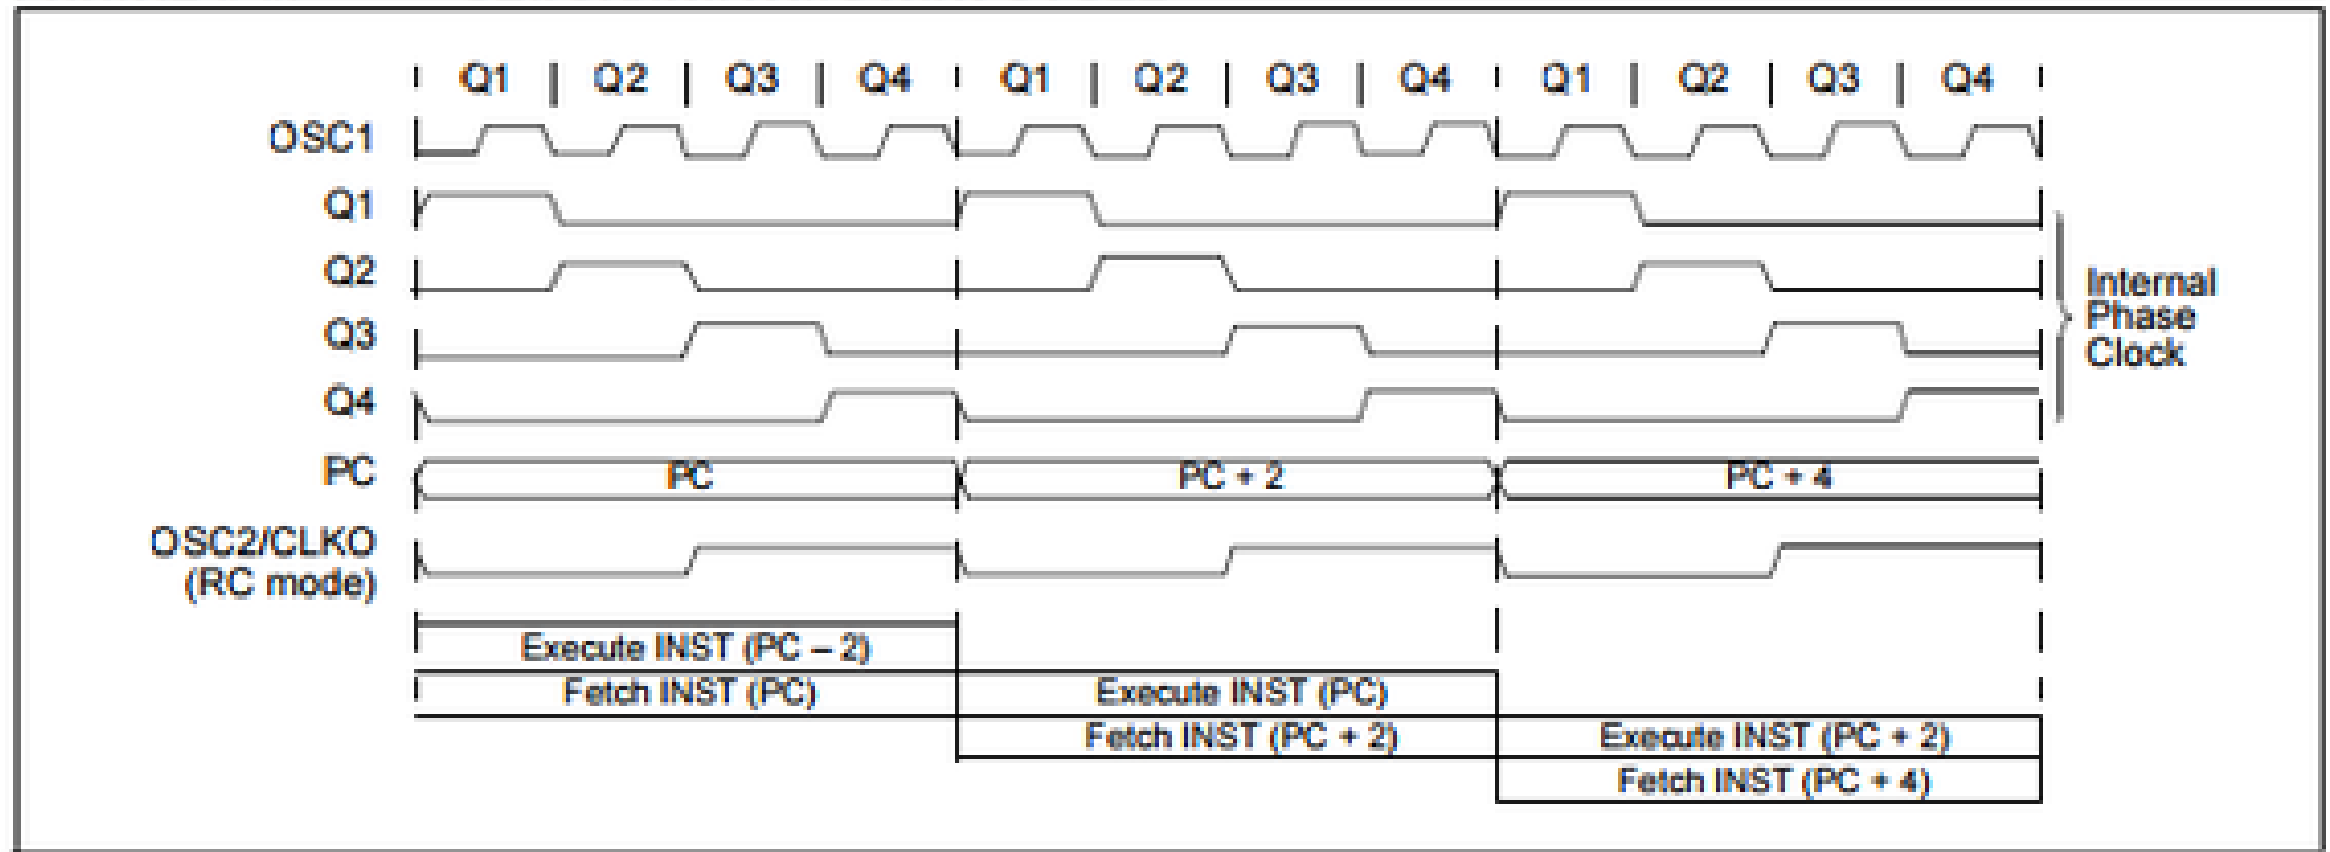 Q1 Q2 Q3 Q4 Q1 Q2 Q3 Q4 Q1 Q2 Q3 Q4
OSC1
Q1
Q2
Q3
Q4
Internal
Phase
Clock
PC PC PC + 2 PC + 4
OSC2/CLKO
(RC mode)
Execute INST (PC – 2)
Fetch INST (PC) Execute INST (PC)
Fetch INST (PC + 2) Execute INST (PC + 2)
Fetch INST (PC + 4)